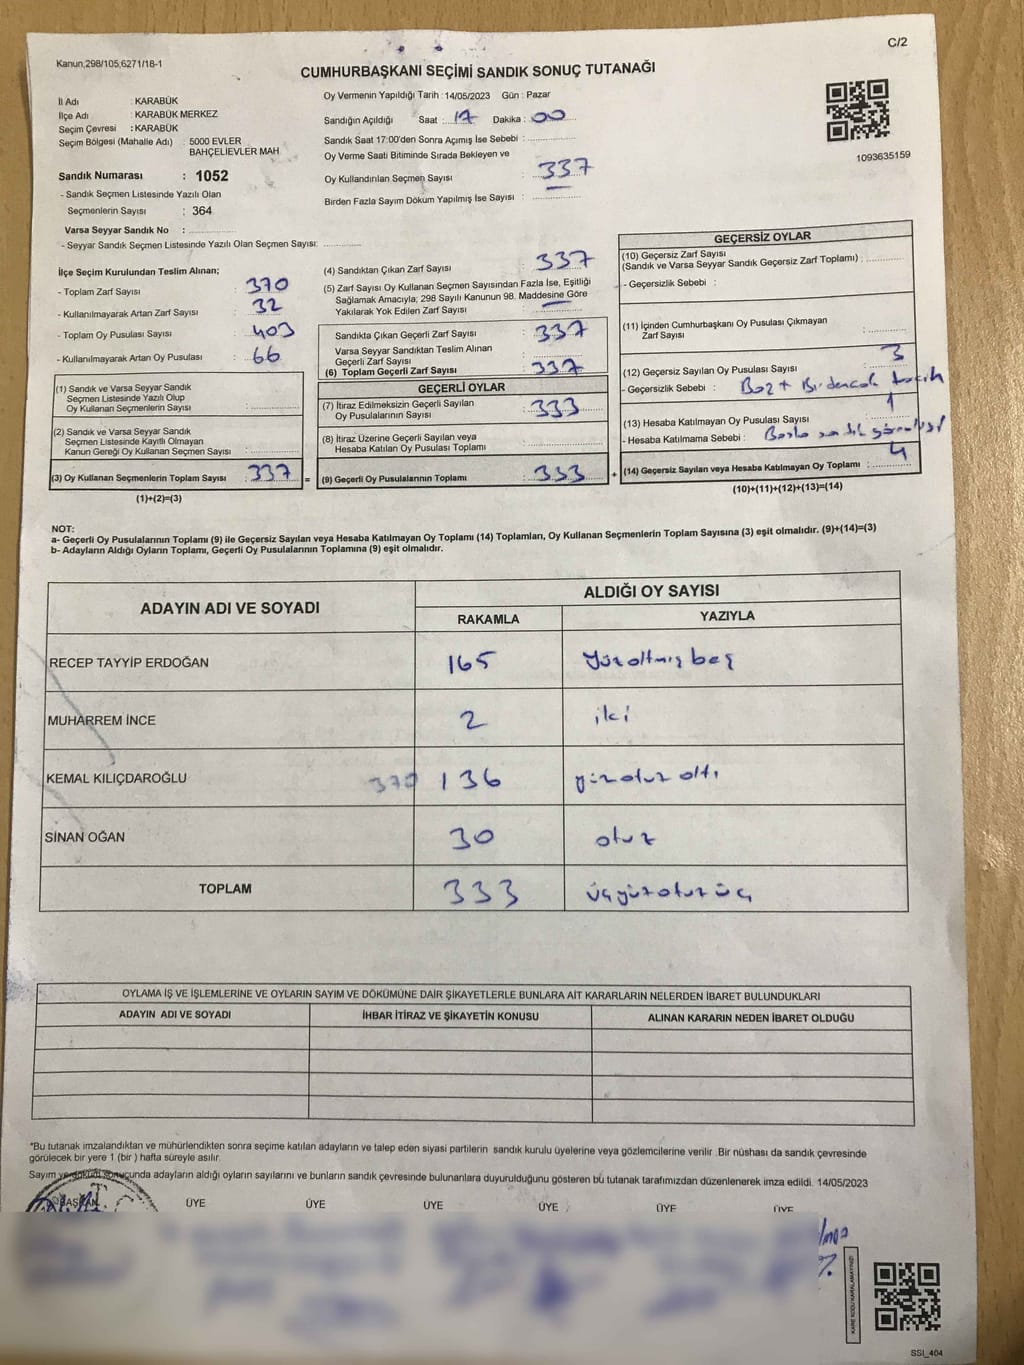 C/2
Kanun,298/105,6271/18-1
CUMHURBAŞKANI SEÇİMİ SANDIK SONUÇ TUTANAĞI
İl Adı : KARABÜK
İlçe Adı : KARABÜK MERKEZ
Seçim Çevresi : KARABÜK
Seçim Bölgesi (Mahalle Adı) : 5000 EVLER
BAHÇELİEVLER MAH
Sandık Numarası : 1052
- Sandık Seçmen Listesinde Yazılı Olan
Seçmenlerin Sayısı : 364
Varsa Seyyar Sandık No :
- Seyyar Sandık Seçmen Listesinde Yazılı Olan Seçmen Sayısı:
Oy Vermenin Yapıldığı Tarih : 14/05/2023 Gün : Pazar
Sandığın Açıldığı Saat : 17 Dakika : 00
Sandık Saat 17:00'den Sonra Açımış İse Sebebi :
Oy Verme Saati Bitiminde Sırada Bekleyen ve
Oy Kullandırılan Seçmen Sayısı : 337
Birden Fazla Sayım Döküm Yapılmış İse Sayısı :
1093635159
İlçe Seçim Kurulundan Teslim Alınan;
- Toplam Zarf Sayısı : 370
- Kullanılmayarak Artan Zarf Sayısı : 32
- Toplam Oy Pusulası Sayısı : 403
- Kullanılmayarak Artan Oy Pusulası : 66
(1) Sandık ve Varsa Seyyar Sandık
Seçmen Listesinde Yazılı Olup
Oy Kullanan Seçmenlerin Sayısı :
(2) Sandık ve Varsa Seyyar Sandık
Seçmen Listesinde Kayıtlı Olmayan
Kanun Gereği Oy Kullanan Seçmen Sayısı :
(3) Oy Kullanan Seçmenlerin Toplam Sayısı : 337 =
(1)+(2)=(3)
(4) Sandıktan Çıkan Zarf Sayısı : 337
(5) Zarf Sayısı Oy Kullanan Seçmen Sayısından Fazla İse, Eşitliği
Sağlamak Amacıyla; 298 Sayılı Kanunun 98. Maddesine Göre
Yakılarak Yok Edilen Zarf Sayısı : —
Sandıkta Çıkan Geçerli Zarf Sayısı : 337
Varsa Seyyar Sandıktan Teslim Alınan
Geçerli Zarf Sayısı :
(6) Toplam Geçerli Zarf Sayısı : 337
GEÇERLİ OYLAR
(7) İtiraz Edilmeksizin Geçerli Sayılan
Oy Pusulalarının Sayısı : 333
(8) İtiraz Üzerine Geçerli Sayılan veya
Hesaba Katılan Oy Pusulası Toplamı :
(9) Geçerli Oy Pusulalarının Toplamı : 333 +
GEÇERSİZ OYLAR
(10) Geçersiz Zarf Sayısı
(Sandık ve Varsa Seyyar Sandık Geçersiz Zarf Toplamı) :
- Geçersizlik Sebebi :
(11) İçinden Cumhurbaşkanı Oy Pusulası Çıkmayan
Zarf Sayısı :
(12) Geçersiz Sayılan Oy Pusulası Sayısı : 3
- Geçersizlik Sebebi : Boş + Birden çok tercih
(13) Hesaba Katılmayan Oy Pusulası Sayısı : 1
- Hesaba Katılmama Sebebi : Başka sandık
(14) Geçersiz Sayılan veya Hesaba Katılmayan Oy Toplamı : 4
(10)+(11)+(12)+(13)=(14)
NOT:
a- Geçerli Oy Pusulalarının Toplamı (9) ile Geçersiz Sayılan veya Hesaba Katılmayan Oy Toplamı (14) Toplamları, Oy Kullanan Seçmenlerin Toplam Sayısına (3) eşit olmalıdır. (9)+(14)=(3)
b- Adayların Aldığı Oyların Toplamı, Geçerli Oy Pusulalarının Toplamına (9) eşit olmalıdır.
ADAYIN ADI VE SOYADI ALDIĞI OY SAYISI
RAKAMLA YAZIYLA
RECEP TAYYİP ERDOĞAN 165 Yüzaltmış beş
MUHARREM İNCE 2 iki
KEMAL KILIÇDAROĞLU 370 136 yüzotuz altı
SİNAN OĞAN 30 otuz
TOPLAM 333 üçyüzotuz üç
OYLAMA İŞ VE İŞLEMLERİNE VE OYLARIN SAYIM VE DÖKÜMÜNE DAİR ŞİKAYETLERLE BUNLARA AİT KARARLARIN NELERDEN İBARET BULUNDUKLARI
ADAYIN ADI VE SOYADI İHBAR İTİRAZ VE ŞİKAYETİN KONUSU ALINAN KARARIN NEDEN İBARET OLDUĞU
*Bu tutanak imzalandıktan ve mühürlendikten sonra seçime katılan adayların ve talep eden siyasi partilerin sandık kurulu üyelerine veya gözlemcilerine verilir .Bir nüshası da sandık çevresinde
görülecek bir yere 1 (bir ) hafta süreyle asılır.
Sayım ve döküm sonucunda adayların aldığı oyların sayılarını ve bunların sandık çevresinde bulunanlara duyurulduğunu gösteren bu tutanak tarafımızdan düzenlenerek imza edildi. 14/05/2023
BAŞKAN ÜYE ÜYE ÜYE ÜYE ÜYE ÜYE
KARE KODU KARALAMAYINIZ!
SSI_404